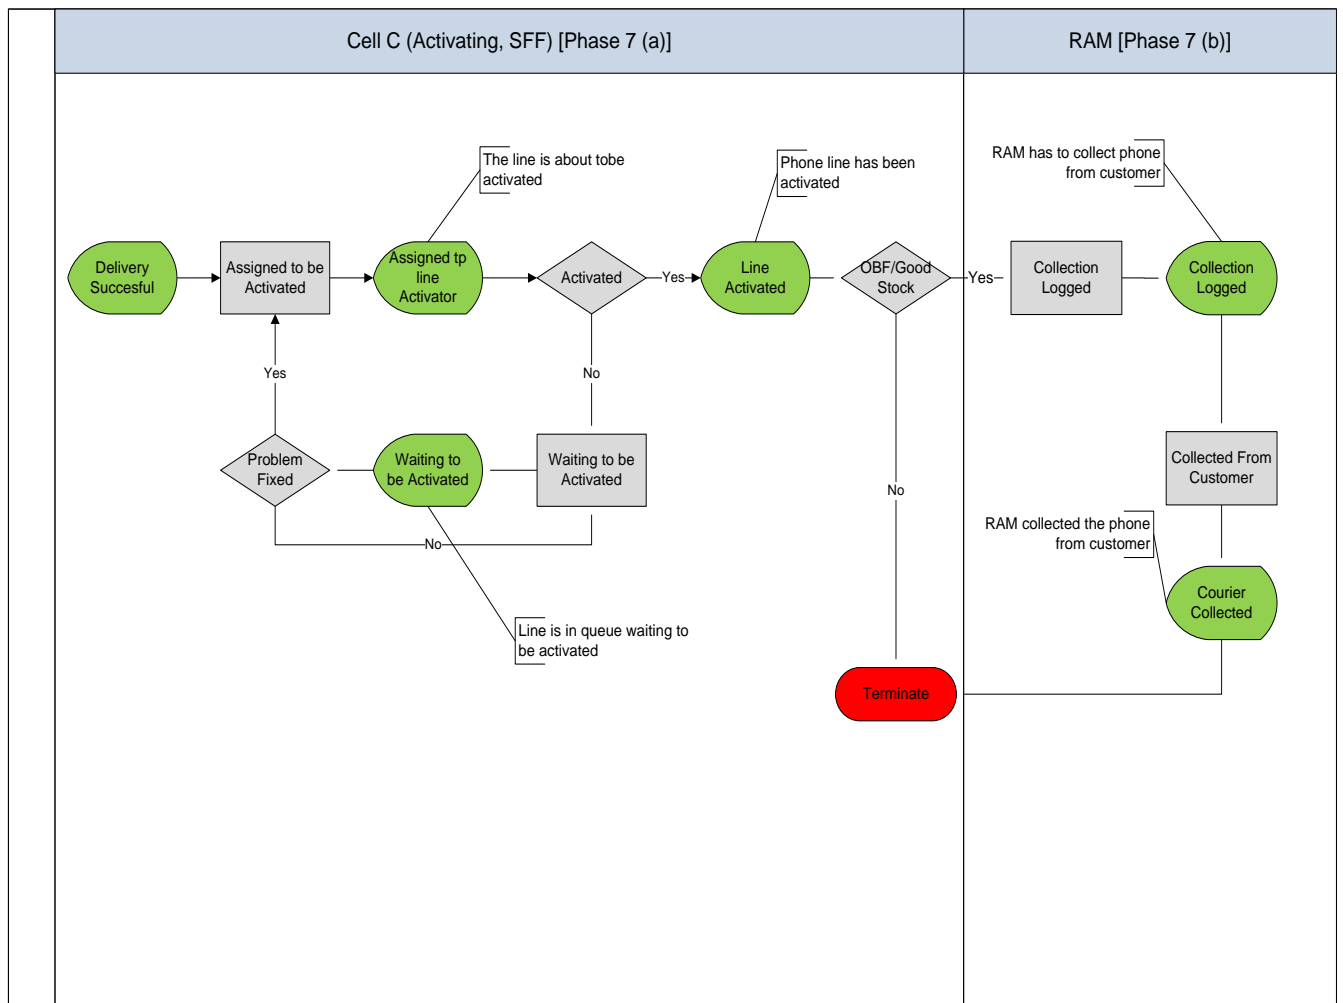 Cell C (Activating, SFF) [Phase 7 (a)]
RAM [Phase 7 (b)]
The line is about tobe
activated
Phone line has been
activated
RAM has to collect phone
from customer
Delivery
Succesful
Assigned to be
Activated
Assigned tp
line
Activator
Activated
Yes
Line
Activated
OBF/Good
Stock
Yes
Collection
Logged
Collection
Logged
Yes
No
Problem
Fixed
Waiting to
be Activated
Waiting to be
Activated
No
Collected From
Customer
No
RAM collected the phone
from customer
Courier
Collected
Line is in queue waiting to
be activated
Terminate